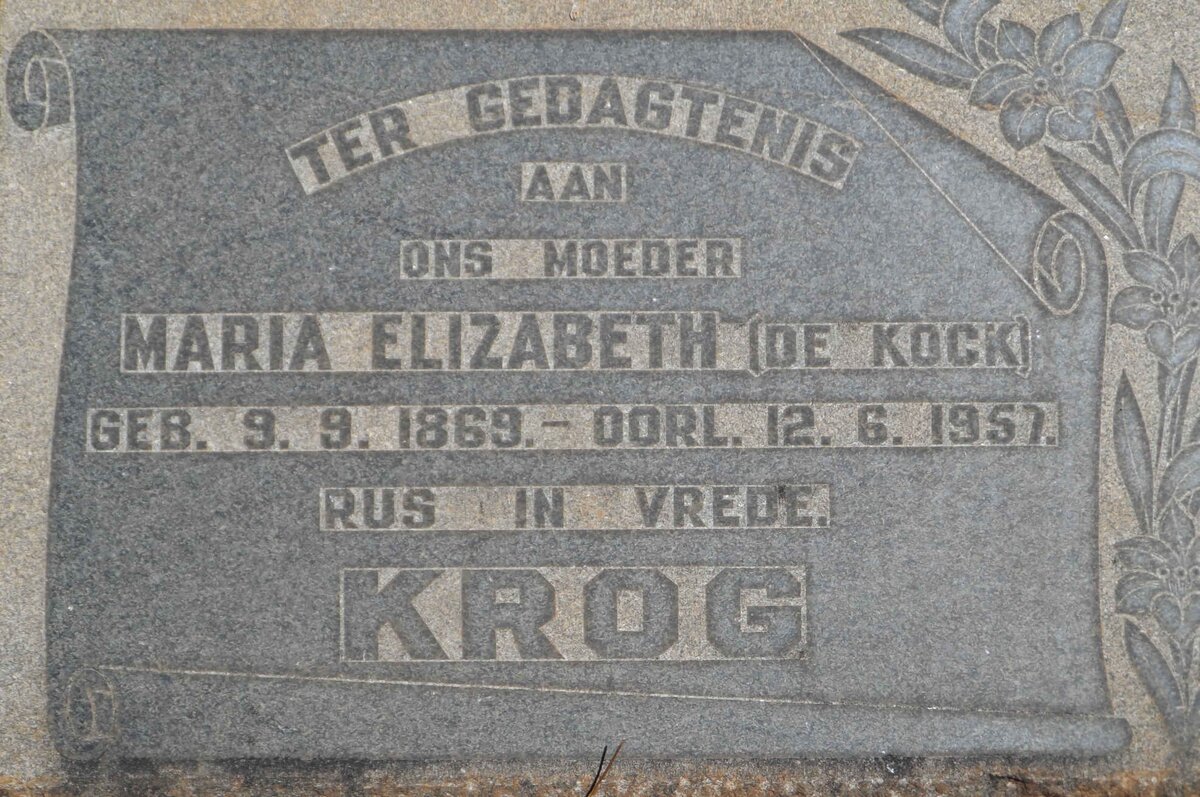 TER GEDAGTENIS
AAN
ONS MOEDER
MARIA ELIZABETH (DE KOCK)
GEB. 9. 9. 1869. – OORL. 12. 6. 1957.
RUS IN VREDE.
KROG